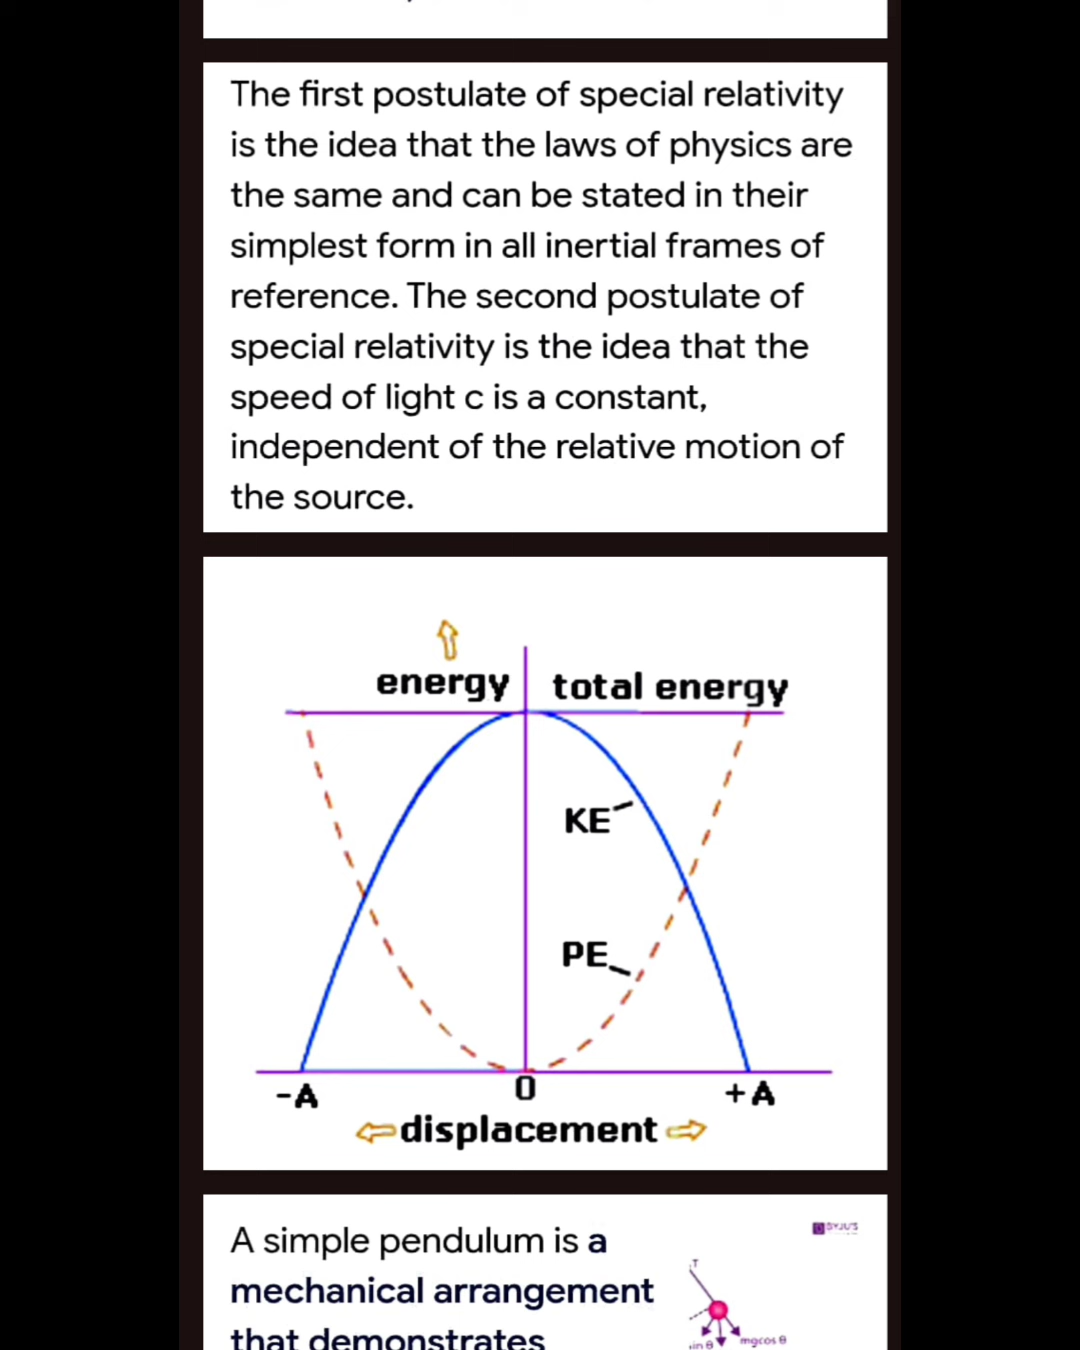 The first postulate of special relativity
is the idea that the laws of physics are
the same and can be stated in their
simplest form in all inertial frames of
reference. The second postulate of
special relativity is the idea that the
speed of light c is a constant,
independent of the relative motion of
the source.
energy
total energy
KE
PE
-A
0
+A
displacement
A simple pendulum is a
mechanical arrangement
that demonstrates
BYJU'S
T
mgcos θ